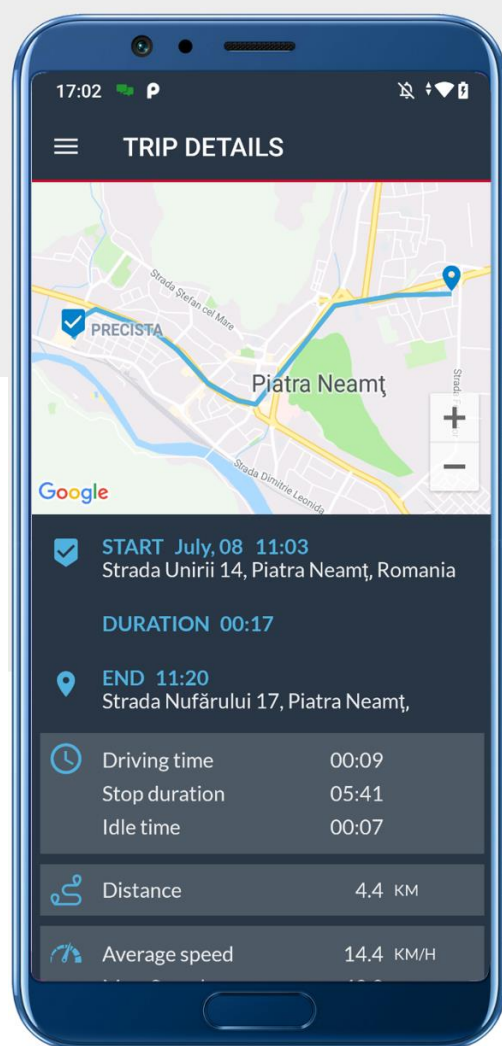 17:02
TRIP DETAILS
Strada Ștefan cel Mare
PRECISTA
Piatra Neamț
Strada Dimitrie Leonida
+
−
Google
START July, 08 11:03
Strada Unirii 14, Piatra Neamţ, Romania
DURATION 00:17
END 11:20
Strada Nufărului 17, Piatra Neamţ,
Driving time 00:09
Stop duration 05:41
Idle time 00:07
Distance 4.4 KM
Average speed 14.4 KM/H